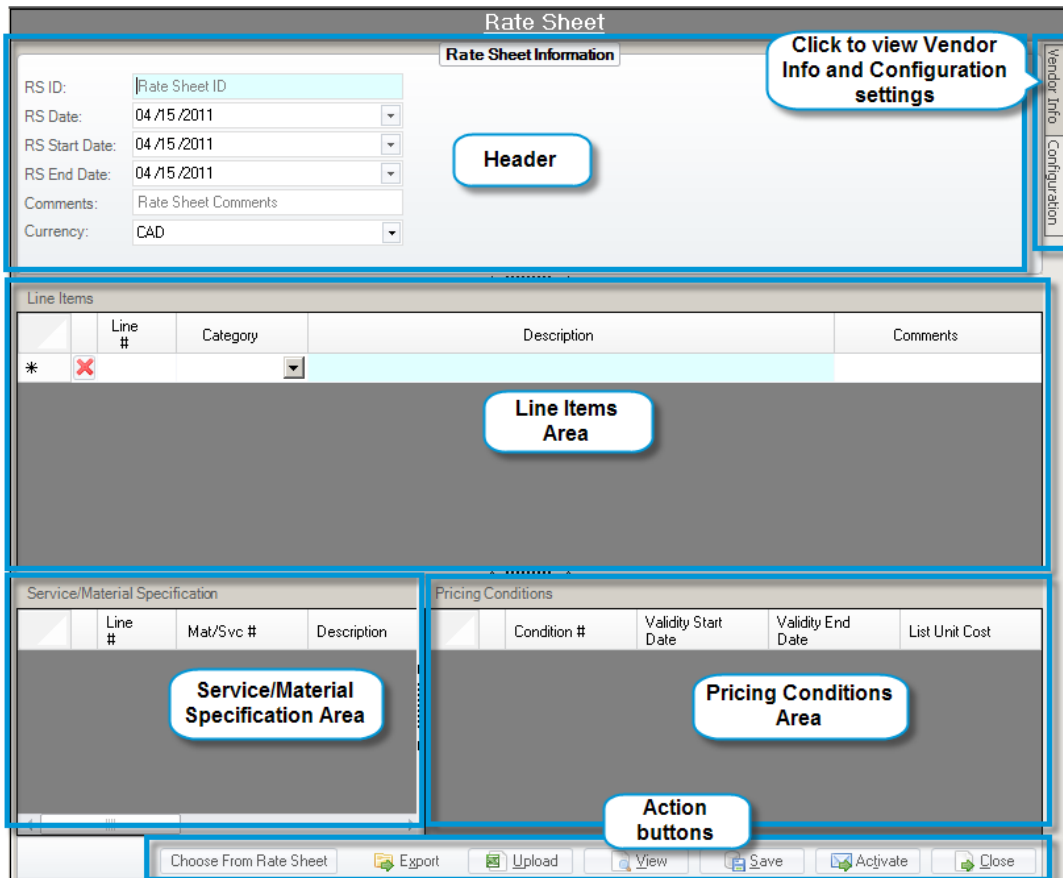 Rate Sheet
Rate Sheet Information
Click to view Vendor
Info and Configuration
settings
Vendor Info
Configuration
RS ID:
Rate Sheet ID
RS Date:
04/15/2011
RS Start Date:
04/15/2011
RS End Date:
04/15/2011
Comments:
Rate Sheet Comments
Currency:
CAD
Header
Line Items
Line
#
Category
Description
Comments
*
Line Items
Area
Service/Material Specification
Line
#
Mat/Svc #
Description
Service/Material
Specification Area
Pricing Conditions
Condition #
Validity Start
Date
Validity End
Date
List Unit Cost
Pricing Conditions
Area
Action
buttons
Choose From Rate Sheet
Export
Upload
View
Save
Activate
Close